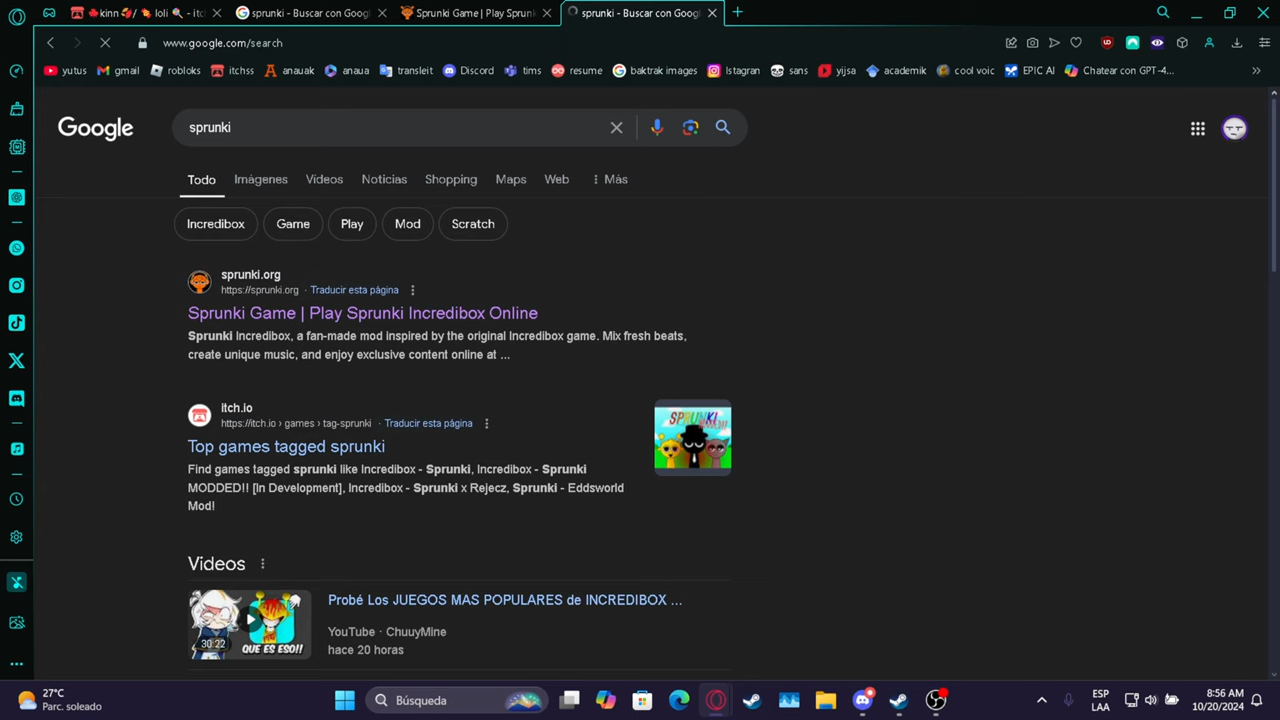 🍁kinn 🍂/ 🍬 loli 🍭 - itch
sprunki - Buscar con Google
Sprunki Game | Play Sprunki
sprunki - Buscar con Google
www.google.com/search
yutus
gmail
robloks
itchss
anauak
anaua
transleit
Discord
tims
resume
baktrak images
Istagran
sans
yijsa
academik
cool voic
EPIC AI
Chatear con GPT-4...
Google
sprunki
Todo
Imágenes
Videos
Noticias
Shopping
Maps
Web
Más
Incredibox
Game
Play
Mod
Scratch
sprunki.org
https://sprunki.org · Traducir esta página
Sprunki Game | Play Sprunki Incredibox Online
Sprunki Incredibox, a fan-made mod inspired by the original Incredibox game. Mix fresh beats,
create unique music, and enjoy exclusive content online at ...
itch.io
https://itch.io › games › tag-sprunki · Traducir esta página
Top games tagged sprunki
SPRUNKI
Find games tagged sprunki like Incredibox - Sprunki, Incredibox - Sprunki
MODDED!! [In Development], Incredibox - Sprunki x Rejecz, Sprunki - Eddsworld
Mod!
Videos
Probé Los JUEGOS MAS POPULARES de INCREDIBOX ...
YouTube · ChuuyMine
hace 20 horas
30:22
QUE ES ESO!!
27°C
Parc. soleado
Búsqueda
ESP
LAA
8:56 AM
10/20/2024